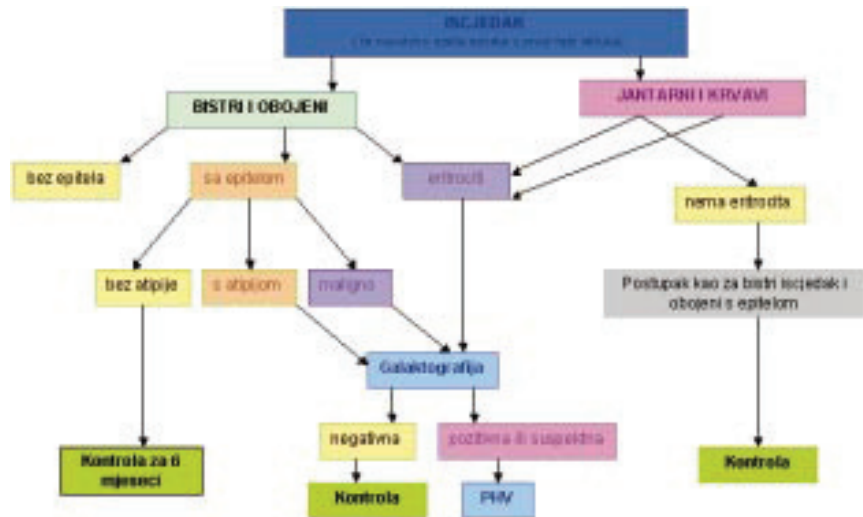 ISCJEDAK
BISTRI I OBOJENI
JANTARNI I KRVAVI
bez epitela
sa epitelom
eritrociti
nema eritrocita
bez atipije
s atipijom
maligno
Postupak kao za bistri iscjedak i
obojeni s epitelom
Galaktografija
negativna
pozitivna ili suspektna
Kontrola za 6
mjeseci
Kontrola
PHV
Kontrola